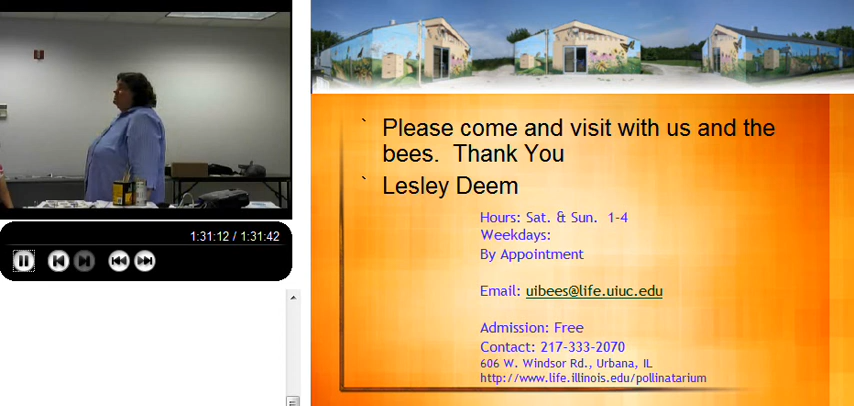 1:31:12 / 1:31:42
` Please come and visit with us and the
bees.  Thank You
` Lesley Deem
Hours: Sat. & Sun.  1-4
Weekdays:
By Appointment
Email: uibees@life.uiuc.edu
Admission: Free
Contact: 217-333-2070
606 W. Windsor Rd., Urbana, IL
http://www.life.illinois.edu/pollinatarium